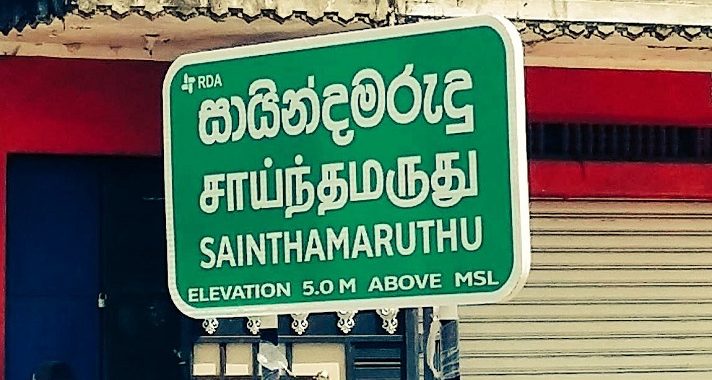 RDA
සායින්දමරුදු
சாய்ந்தமருது
SAINTHAMARUTHU
ELEVATION 5.0 M ABOVE MSL